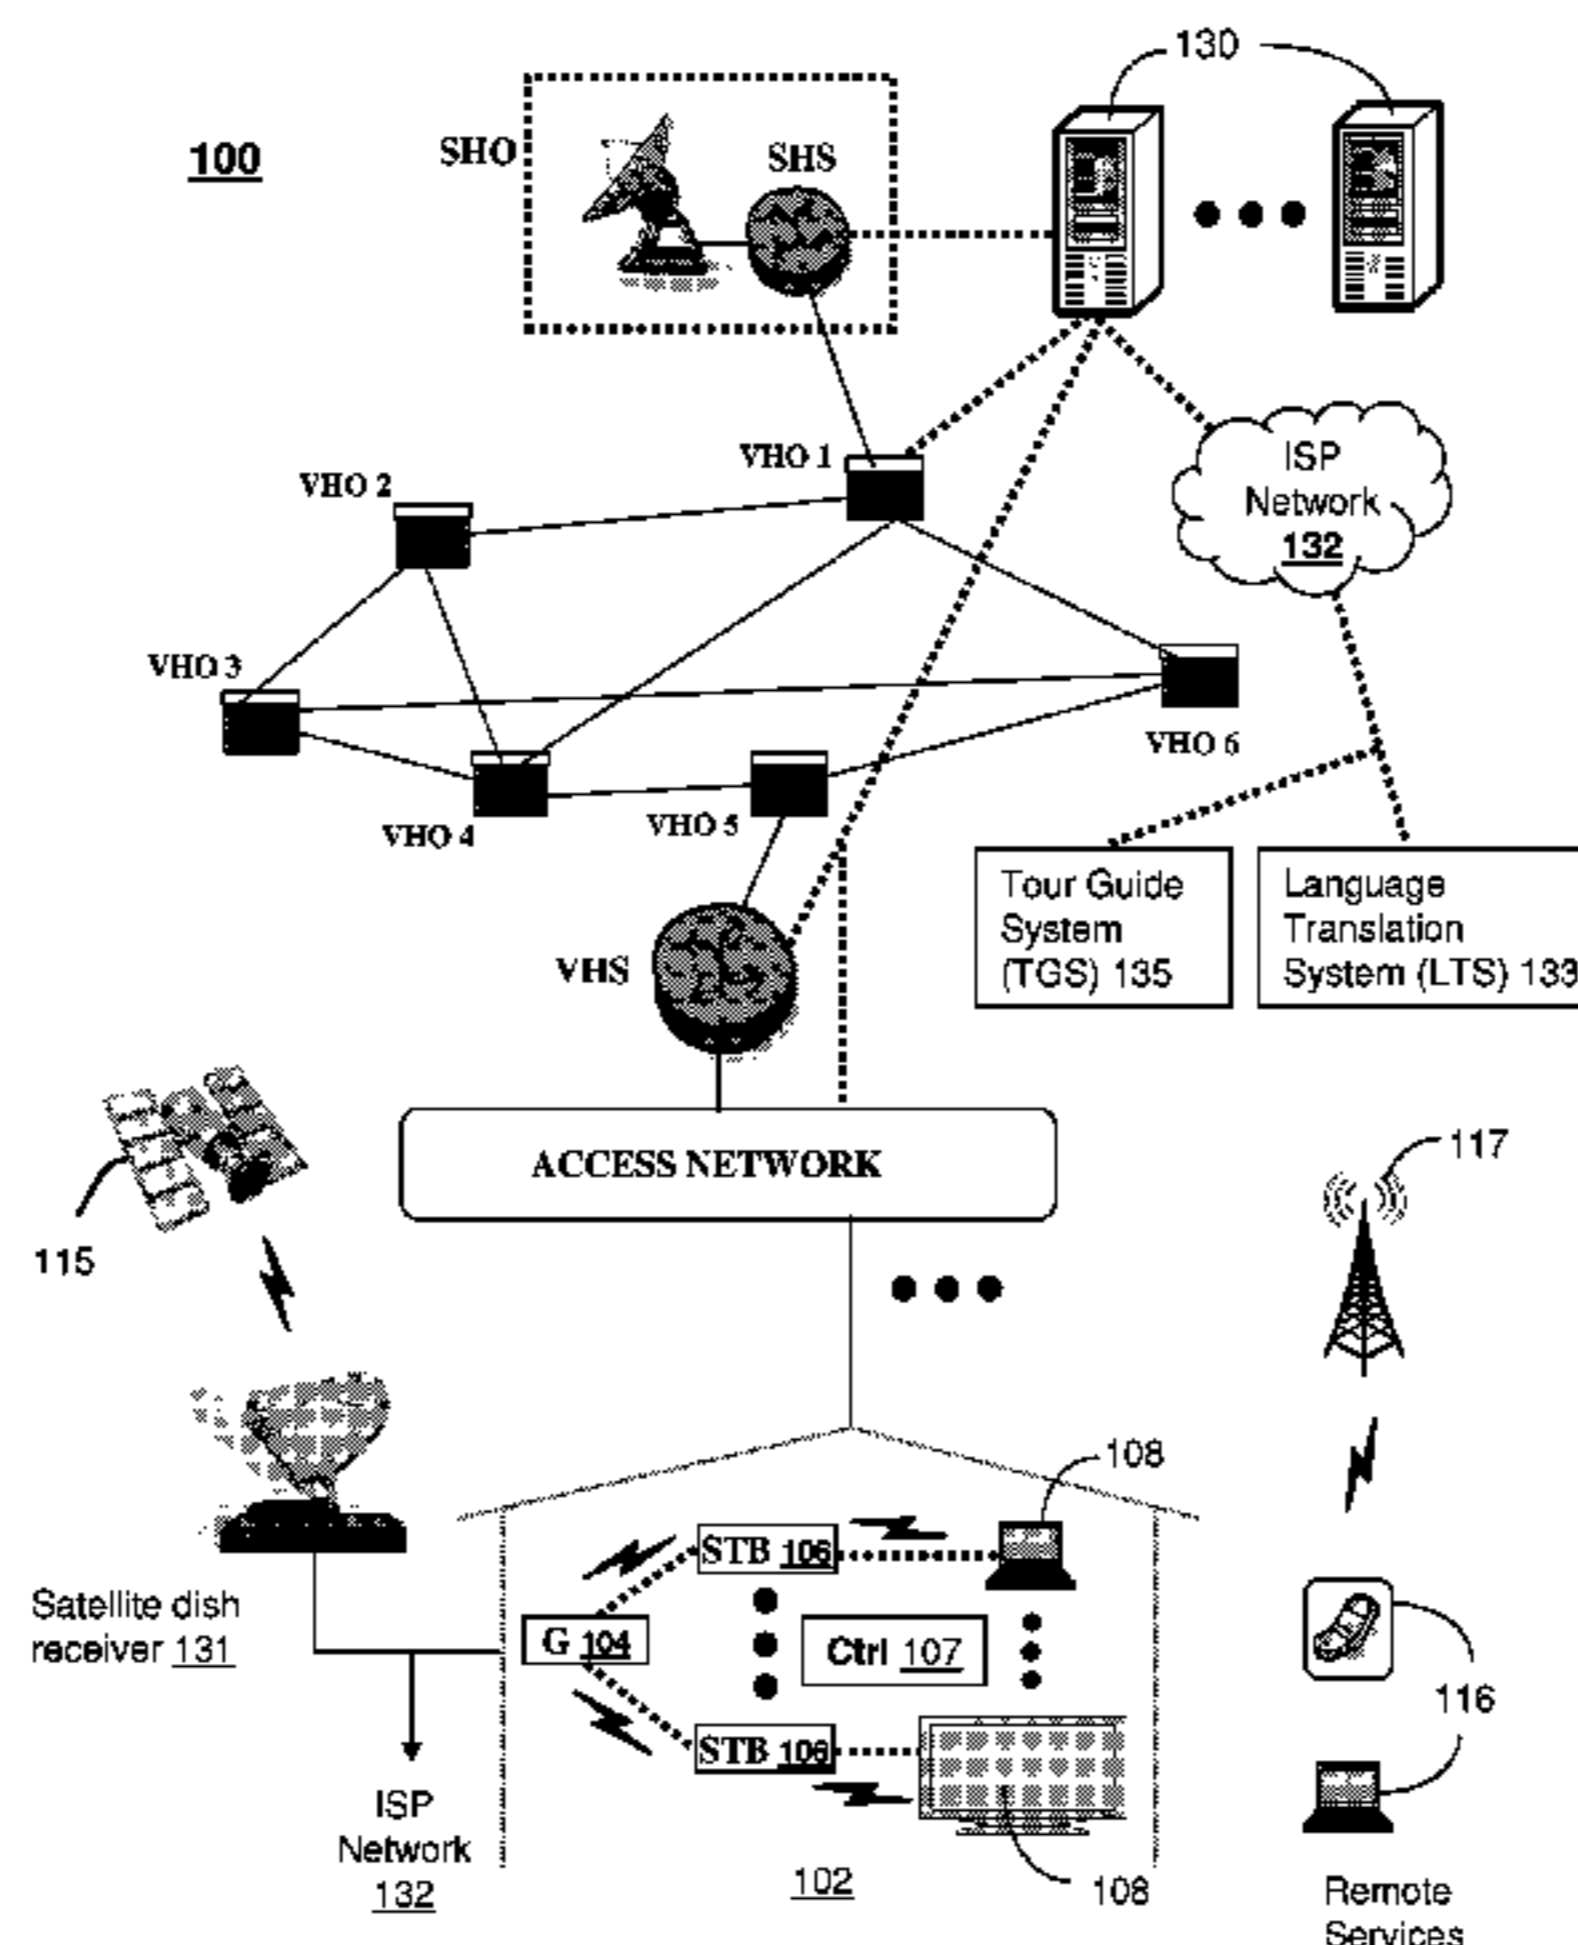 130
100
SHO
SHS
VHO 1
ISP
Network
132
VHO 2
VHO 3
VHO 6
VHO 4
VHO 5
Tour Guide
System
(TGS) 135
Language
Translation
System (LTS) 133
VHS
ACCESS NETWORK
117
115
108
STB 106
G 104
Ctrl 107
Satellite dish
receiver 131
116
STB 106
ISP
Network
132
102
108
Remote
Services